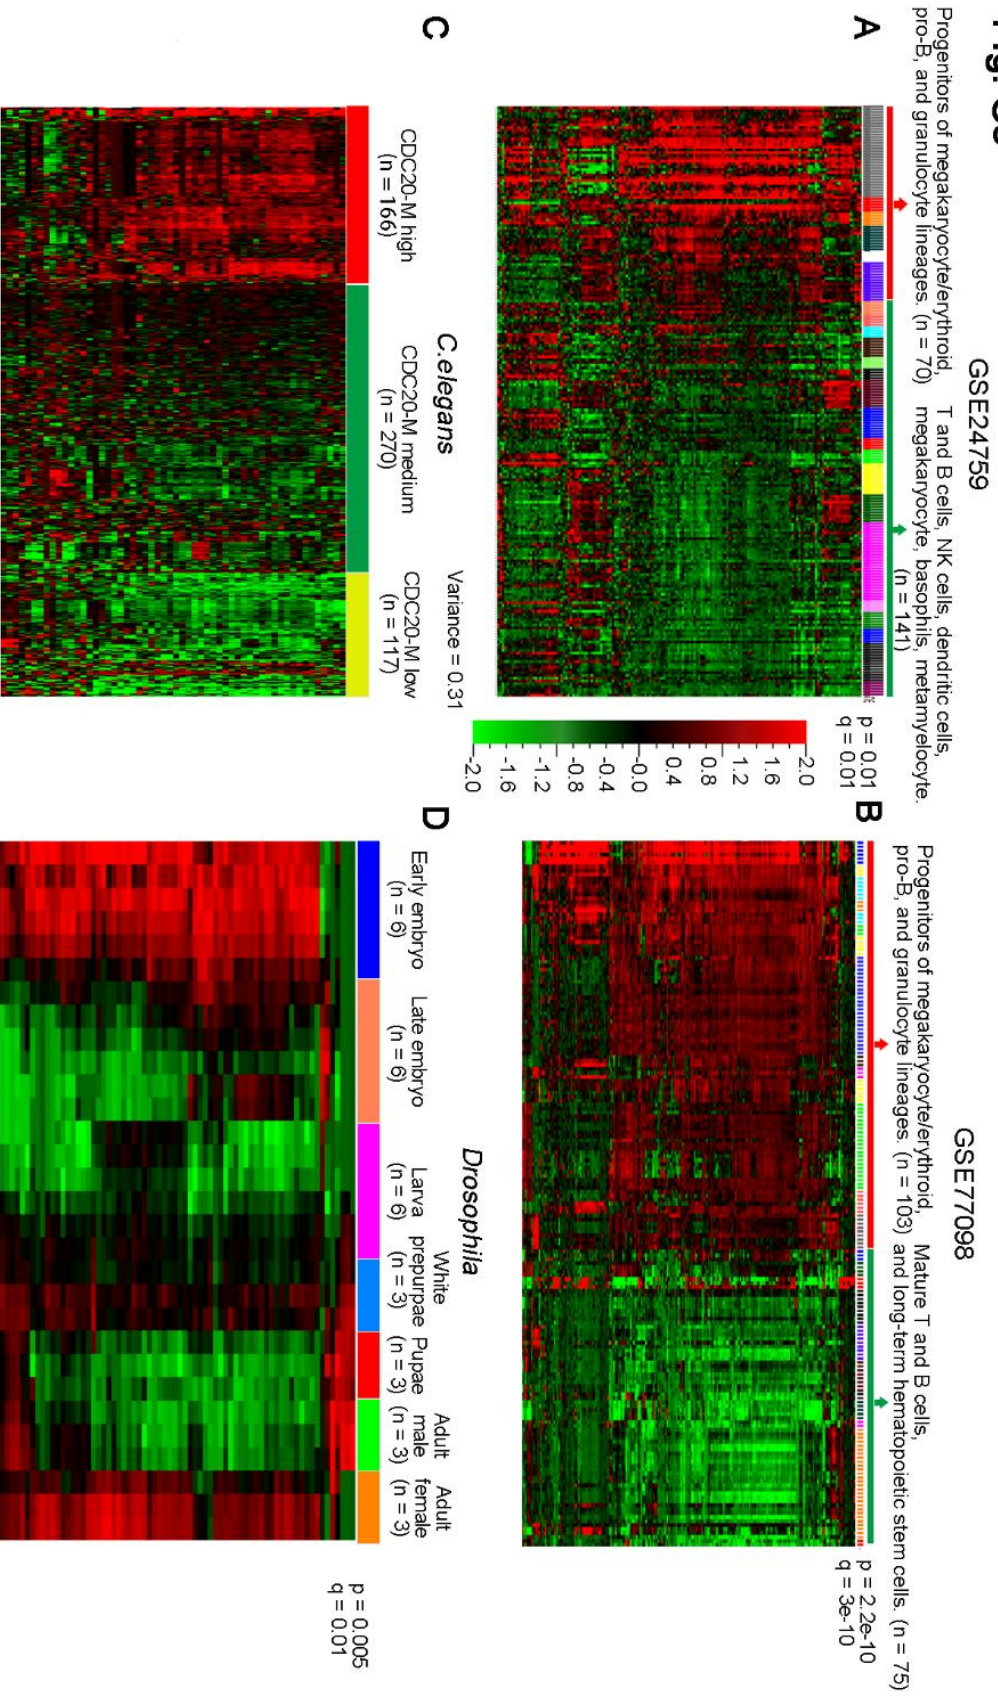 GSE24759
A
Progenitors of megakaryocyte/erythroid,
pro-B, and granulocyte lineages. (n = 70)
T and B cells, NK cells, dendritic cells,
megakaryocyte, basophils, metamyelocyte.
(n = 141)
p = 0.01
q = 0.01
2.0
1.6
1.2
0.8
0.4
-0.0
-0.4
-0.8
-1.2
-1.6
-2.0
GSE77098
B
Progenitors of megakaryocyte/erythroid,
pro-B, and granulocyte lineages. (n = 103)
Mature T and B cells,
and long-term hematopoietic stem cells. (n = 75)
p = 2.2e-10
q = 3e-10
C
C.elegans
Variance = 0.31
CDC20-M high
(n = 166)
CDC20-M medium
(n = 270)
CDC20-M low
(n = 117)
D
Drosophila
Early embryo
(n = 6)
Late embryo
(n = 6)
Larva
(n = 6)
White
prepurpae
(n = 3)
Pupae
(n = 3)
Adult
male
(n = 3)
Adult
female
(n = 3)
p = 0.005
q = 0.01